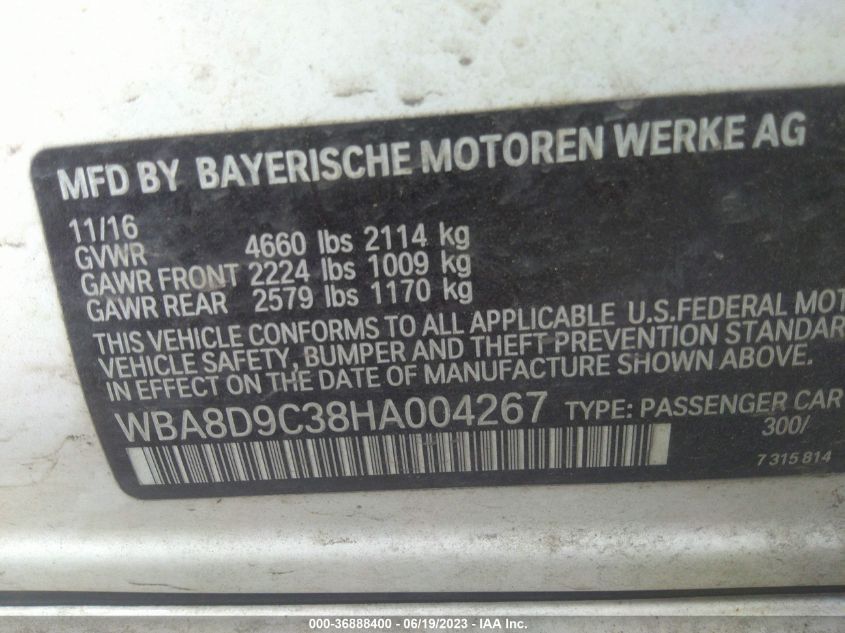 MFD BY BAYERISCHE MOTOREN WERKE AG
11/16
GVWR 4660 lbs 2114 kg
GAWR FRONT 2224 lbs 1009 kg
GAWR REAR 2579 lbs 1170 kg
THIS VEHICLE CONFORMS TO ALL APPLICABLE U.S.FEDERAL MOT
VEHICLE SAFETY, BUMPER AND THEFT PREVENTION STANDAR
IN EFFECT ON THE DATE OF MANUFACTURE SHOWN ABOVE.
WBA8D9C38HA004267 TYPE: PASSENGER CAR
300/
7 315 814
000-36888400 - 06/19/2023 - IAA Inc.